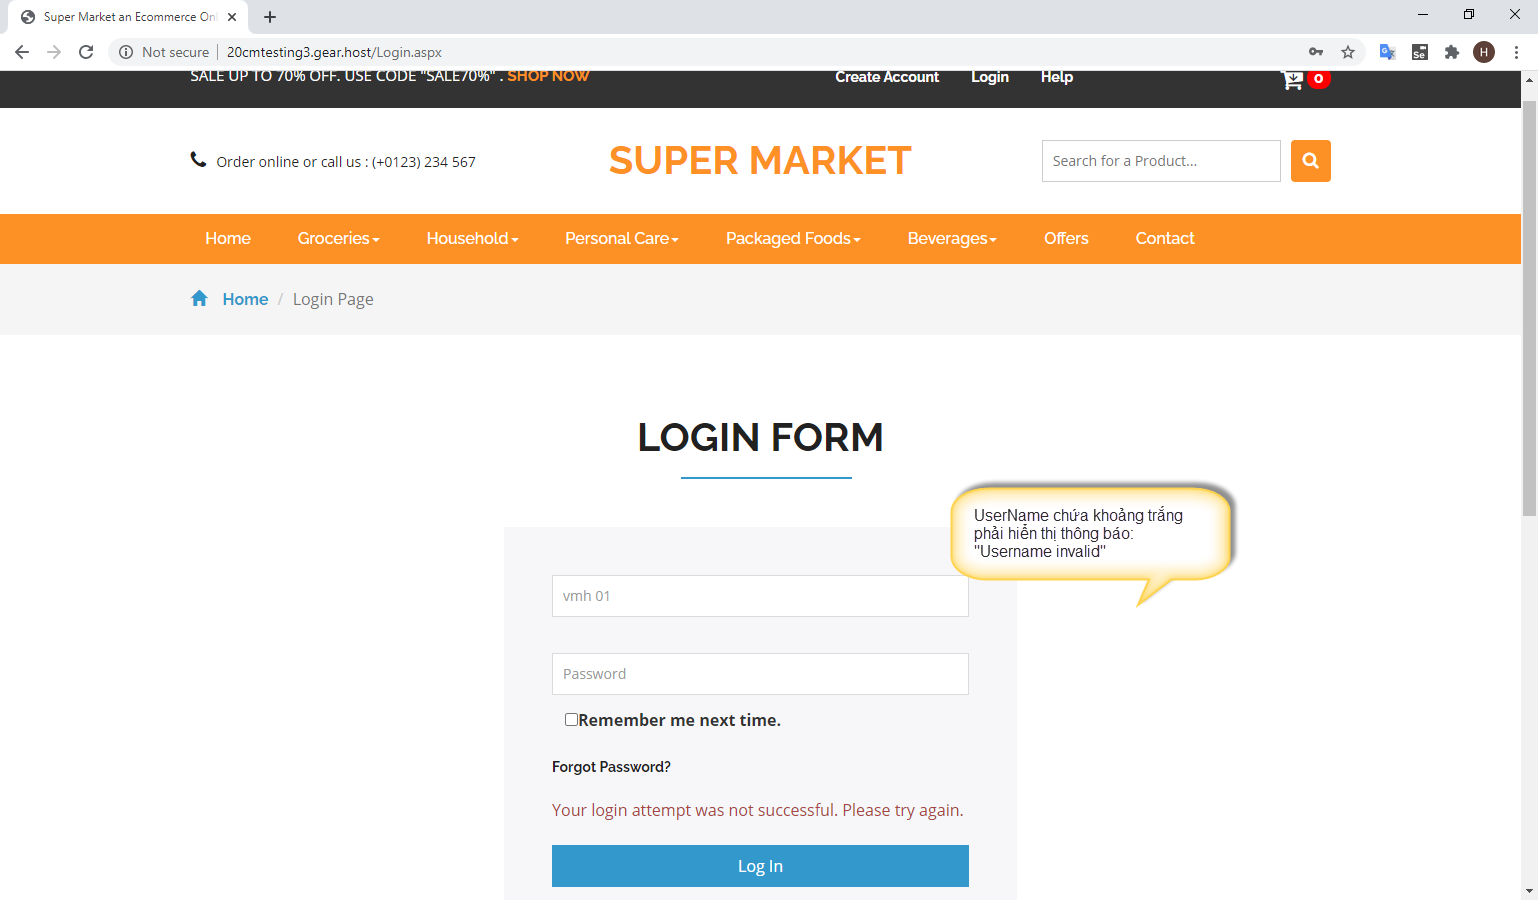 Super Market an Ecommerce Onl
Not secure
20cmtesting3.gear.host/Login.aspx
Se
H
SALE UP TO 70% OFF. USE CODE "SALE70%" . SHOP NOW
Create Account
Login
Help
0
Order online or call us : (+0123) 234 567
SUPER MARKET
Search for a Product...
Home
Groceries
Household
Personal Care
Packaged Foods
Beverages
Offers
Contact
Home / Login Page
LOGIN FORM
UserName chứa khoảng trắng
phải hiển thị thông báo:
"Username invalid"
vmh 01
Password
Remember me next time.
Forgot Password?
Your login attempt was not successful. Please try again.
Log In